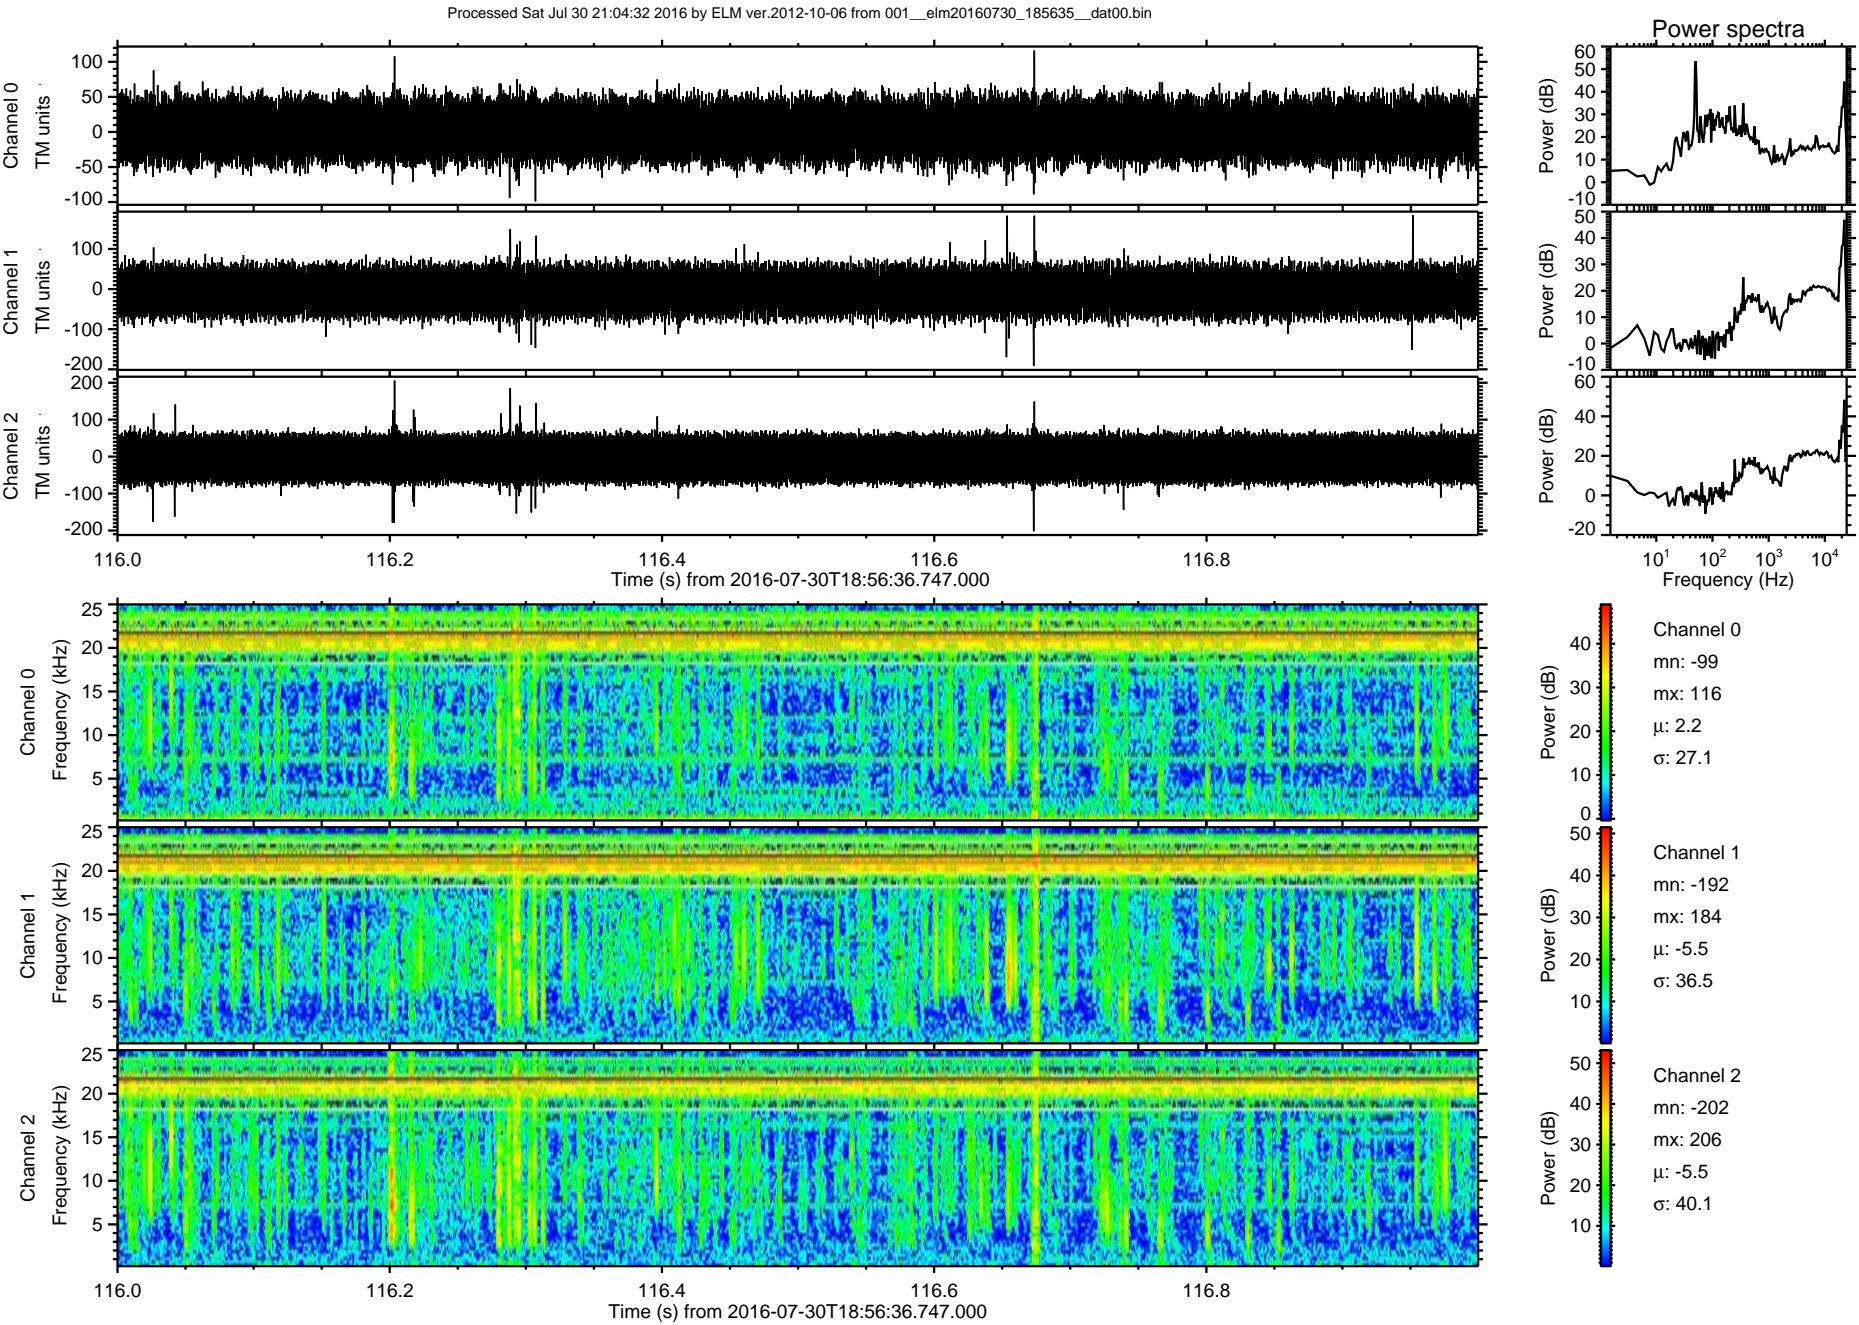 Processed Sat Jul 30 21:04:32 2016 by ELM ver.2012-10-06 from 001__elm20160730_185635__dat00.bin
Power spectra
Channel 0
TM units
100
50
0
-50
-100
Power (dB)
60
50
40
30
20
10
0
-10
Channel 1
TM units
100
0
-100
-200
Power (dB)
50
40
30
20
10
0
-10
Channel 2
TM units
200
100
0
-100
-200
Power (dB)
60
40
20
0
-20
116.0 116.2 116.4 116.6 116.8
Time (s) from 2016-07-30T18:56:36.747.000
10¹ 10² 10³ 10⁴
Frequency (Hz)
Channel 0
Frequency (kHz)
25
20
15
10
5
Power (dB)
40
30
20
10
0
Channel 0
mn: -99
mx: 116
μ: 2.2
σ: 27.1
Channel 1
Frequency (kHz)
25
20
15
10
5
Power (dB)
50
40
30
20
10
Channel 1
mn: -192
mx: 184
μ: -5.5
σ: 36.5
Channel 2
Frequency (kHz)
25
20
15
10
5
Power (dB)
50
40
30
20
10
Channel 2
mn: -202
mx: 206
μ: -5.5
σ: 40.1
116.0 116.2 116.4 116.6 116.8
Time (s) from 2016-07-30T18:56:36.747.000